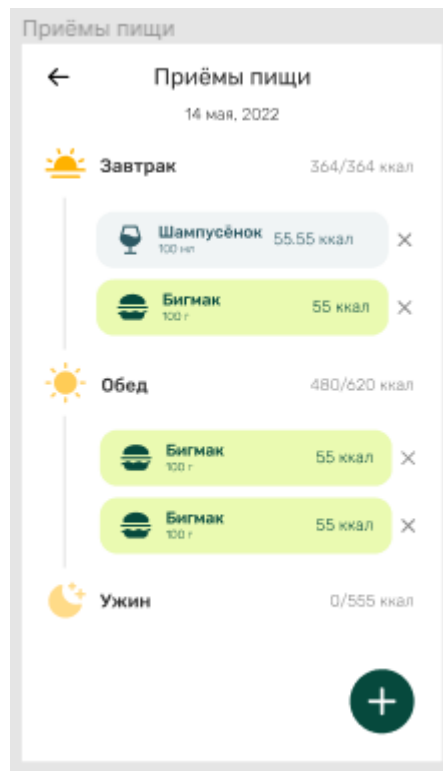 Приёмы пищи
Приёмы пищи
14 мая, 2022
Завтрак 364/364 ккал
Шампусёнок 55.55 ккал
100 мл
Бигмак 55 ккал
100 г
Обед 480/620 ккал
Бигмак 55 ккал
100 г
Бигмак 55 ккал
100 г
Ужин 0/555 ккал